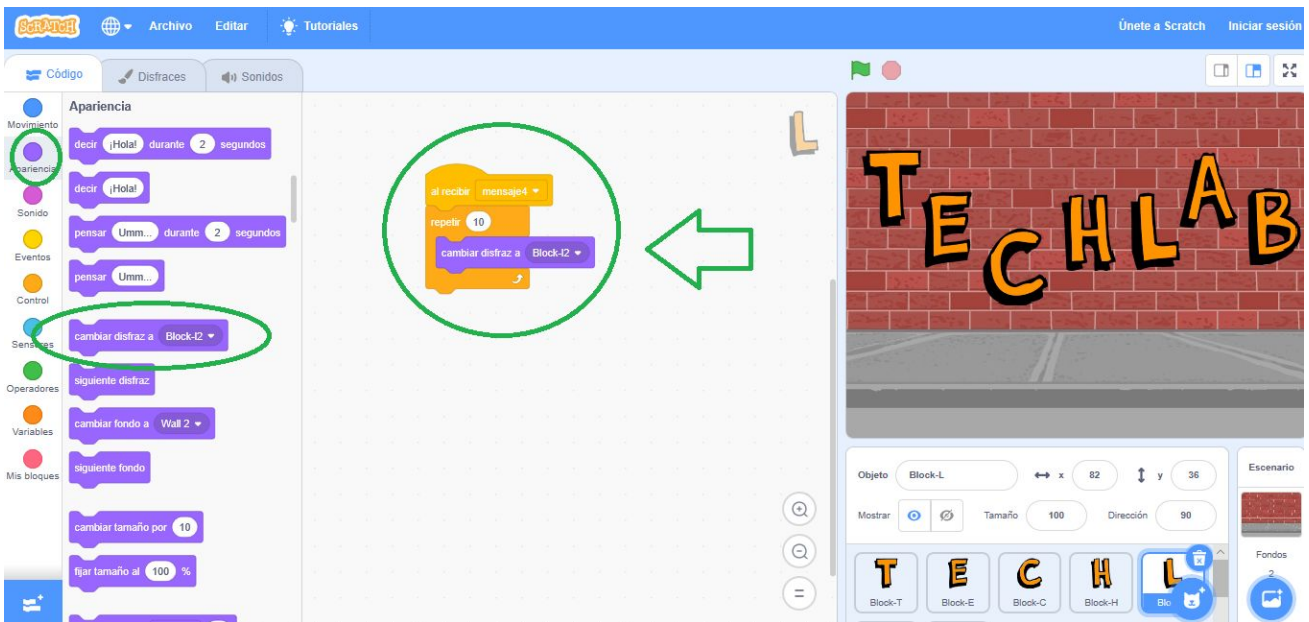 SCRATCH Archivo Editar Tutoriales Únete a Scratch Iniciar sesión
Código Disfraces Sonidos
Movimiento
Apariencia
Sonido
Eventos
Control
Sensores
Operadores
Variables
Mis bloques
Apariencia
decir ¡Hola! durante 2 segundos
decir ¡Hola!
pensar Umm... durante 2 segundos
pensar Umm...
cambiar disfraz a Block-l2
siguiente disfraz
cambiar fondo a Wall 2
siguiente fondo
cambiar tamaño por 10
fijar tamaño al 100 %
al recibir mensaje4
repetir 10
cambiar disfraz a Block-l2
L
TECHLAB
Objeto Block-L x 82 y 36
Mostrar Tamaño 100 Dirección 90
T E C H L
Block-T Block-E Block-C Block-H Blo
Escenario
Fondos
2